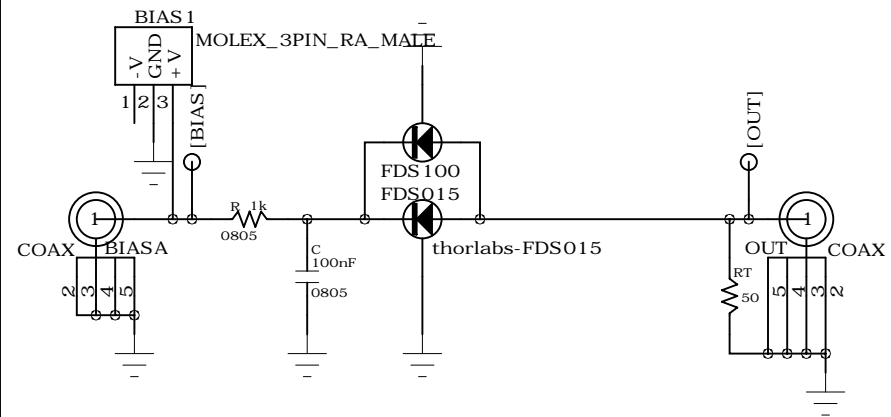 BIAS1
MOLEX_3PIN_RA_MALE
-V
GND
+V
1 2 3
[BIAS]
[OUT]
FDS100
FDS015
1
R 1k
0805
1
COAX
BIASA
C
100nF
0805
thorlabs-FDS015
OUT
COAX
RT
50
2 3 4 5
5 4 3 2